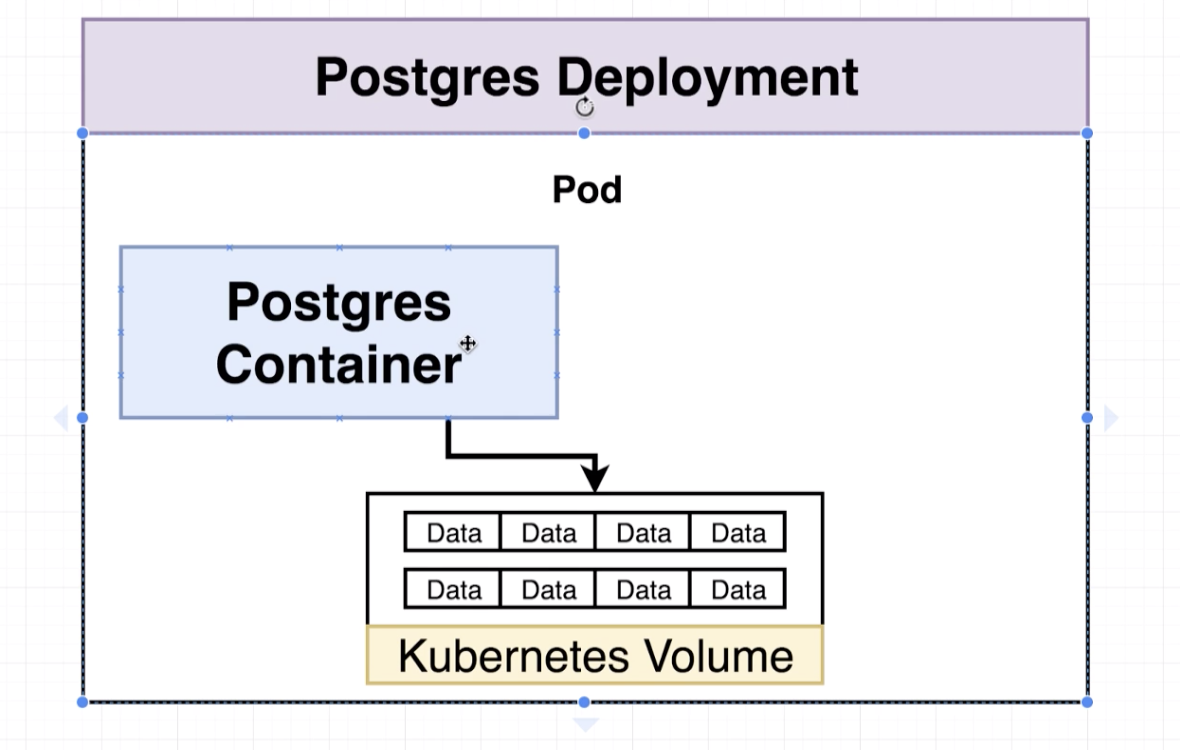 Postgres Deployment
Pod
Postgres
Container
Data Data Data Data
Data Data Data Data
Kubernetes Volume